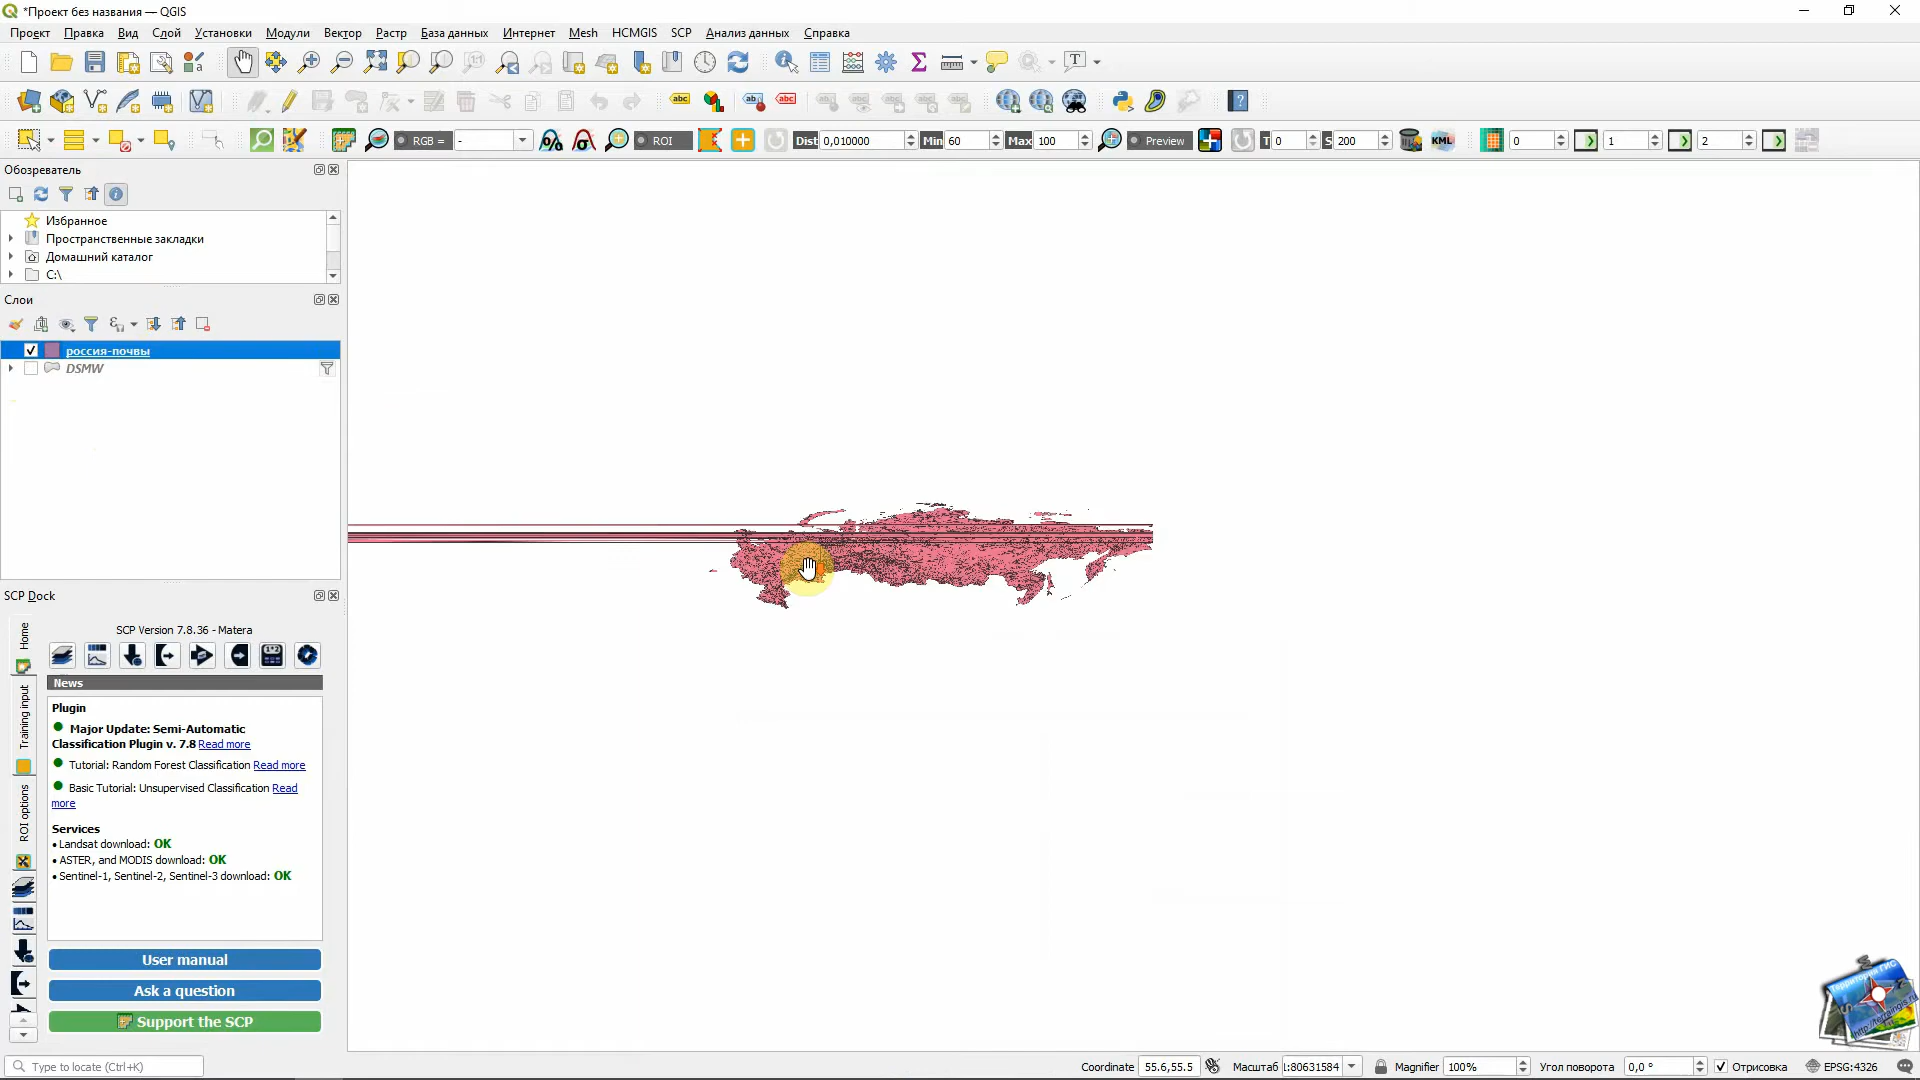 *Проект без названия — QGIS
Проект Правка Вид Слой Установки Модули Вектор Растр База данных Интернет Mesh HCMGIS SCP Анализ данных Справка
RGB = - ROI Dist 0,010000 Min 60 Max 100 Preview T 0 S 200 KML 0 1 2
Обозреватель
Избранное
Пространственные закладки
Домашний каталог
C:\
Слои
россия-почвы
DSMW
SCP Dock
Home
Training input
ROI options
SCP Version 7.8.36 - Matera
News
Plugin
Major Update: Semi-Automatic
Classification Plugin v. 7.8 Read more
Tutorial: Random Forest Classification Read more
Basic Tutorial: Unsupervised Classification Read
more
Services
• Landsat download: OK
• ASTER, and MODIS download: OK
• Sentinel-1, Sentinel-2, Sentinel-3 download: OK
User manual
Ask a question
Support the SCP
Type to locate (Ctrl+K)
Coordinate 55.6,55.5 Масштаб 1:80631584 Magnifier 100% Угол поворота 0,0 ° Отрисовка EPSG:4326